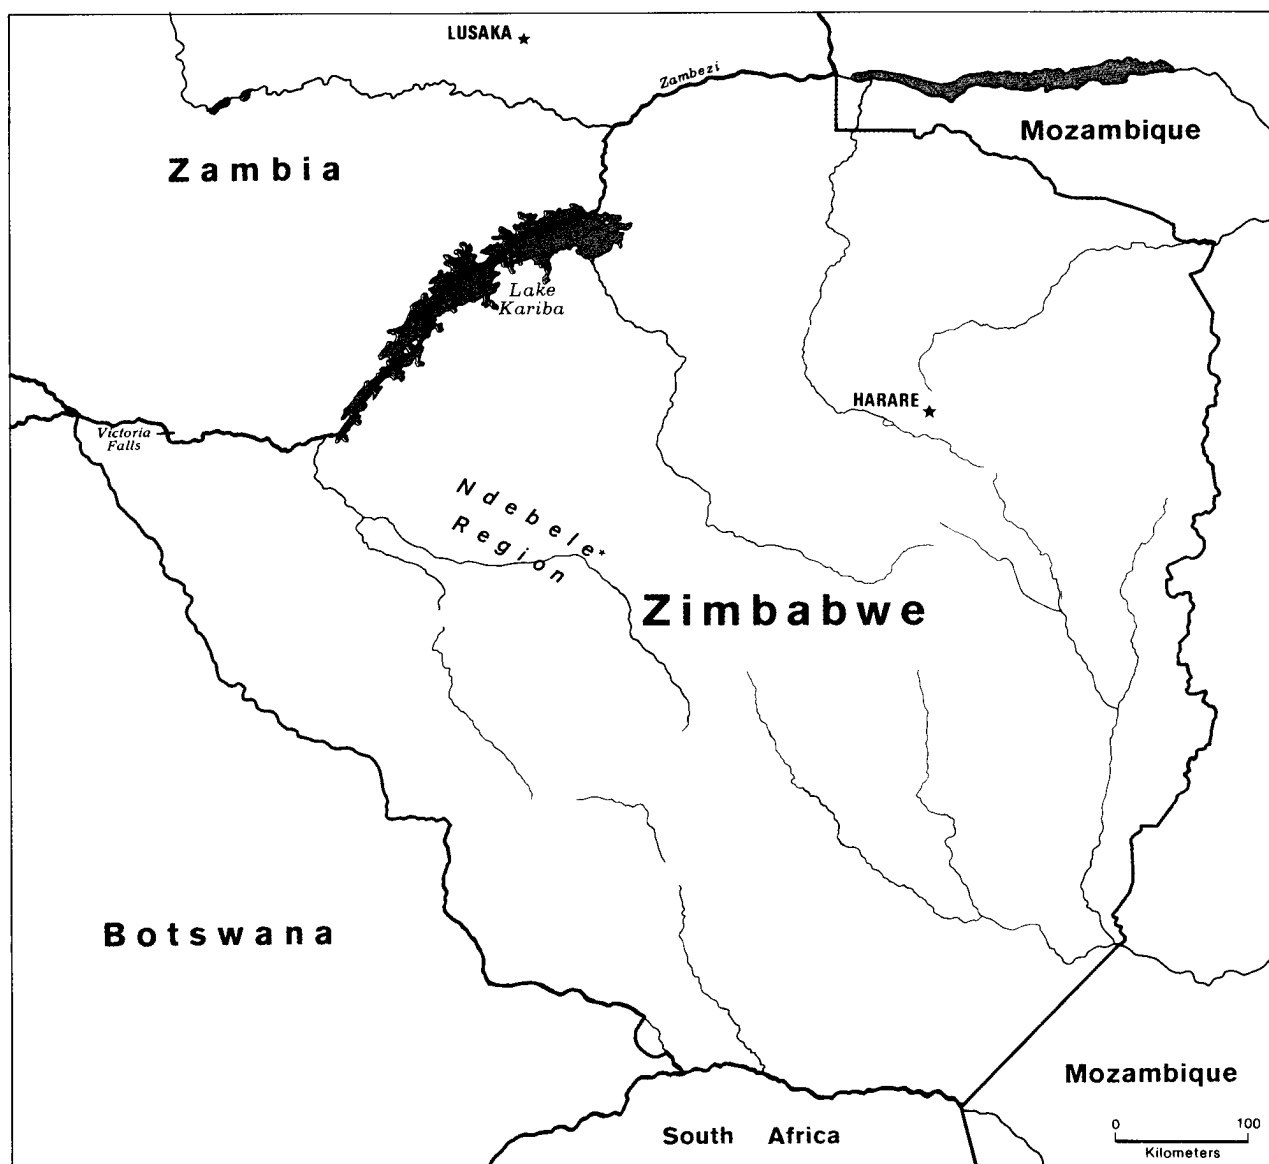 LUSAKA
Zambezi
Mozambique
Zambia
Lake
Kariba
HARARE
Victoria
Falls
Ndebele*
Region
Zimbabwe
Botswana
Mozambique
South Africa
0 100
Kilometers